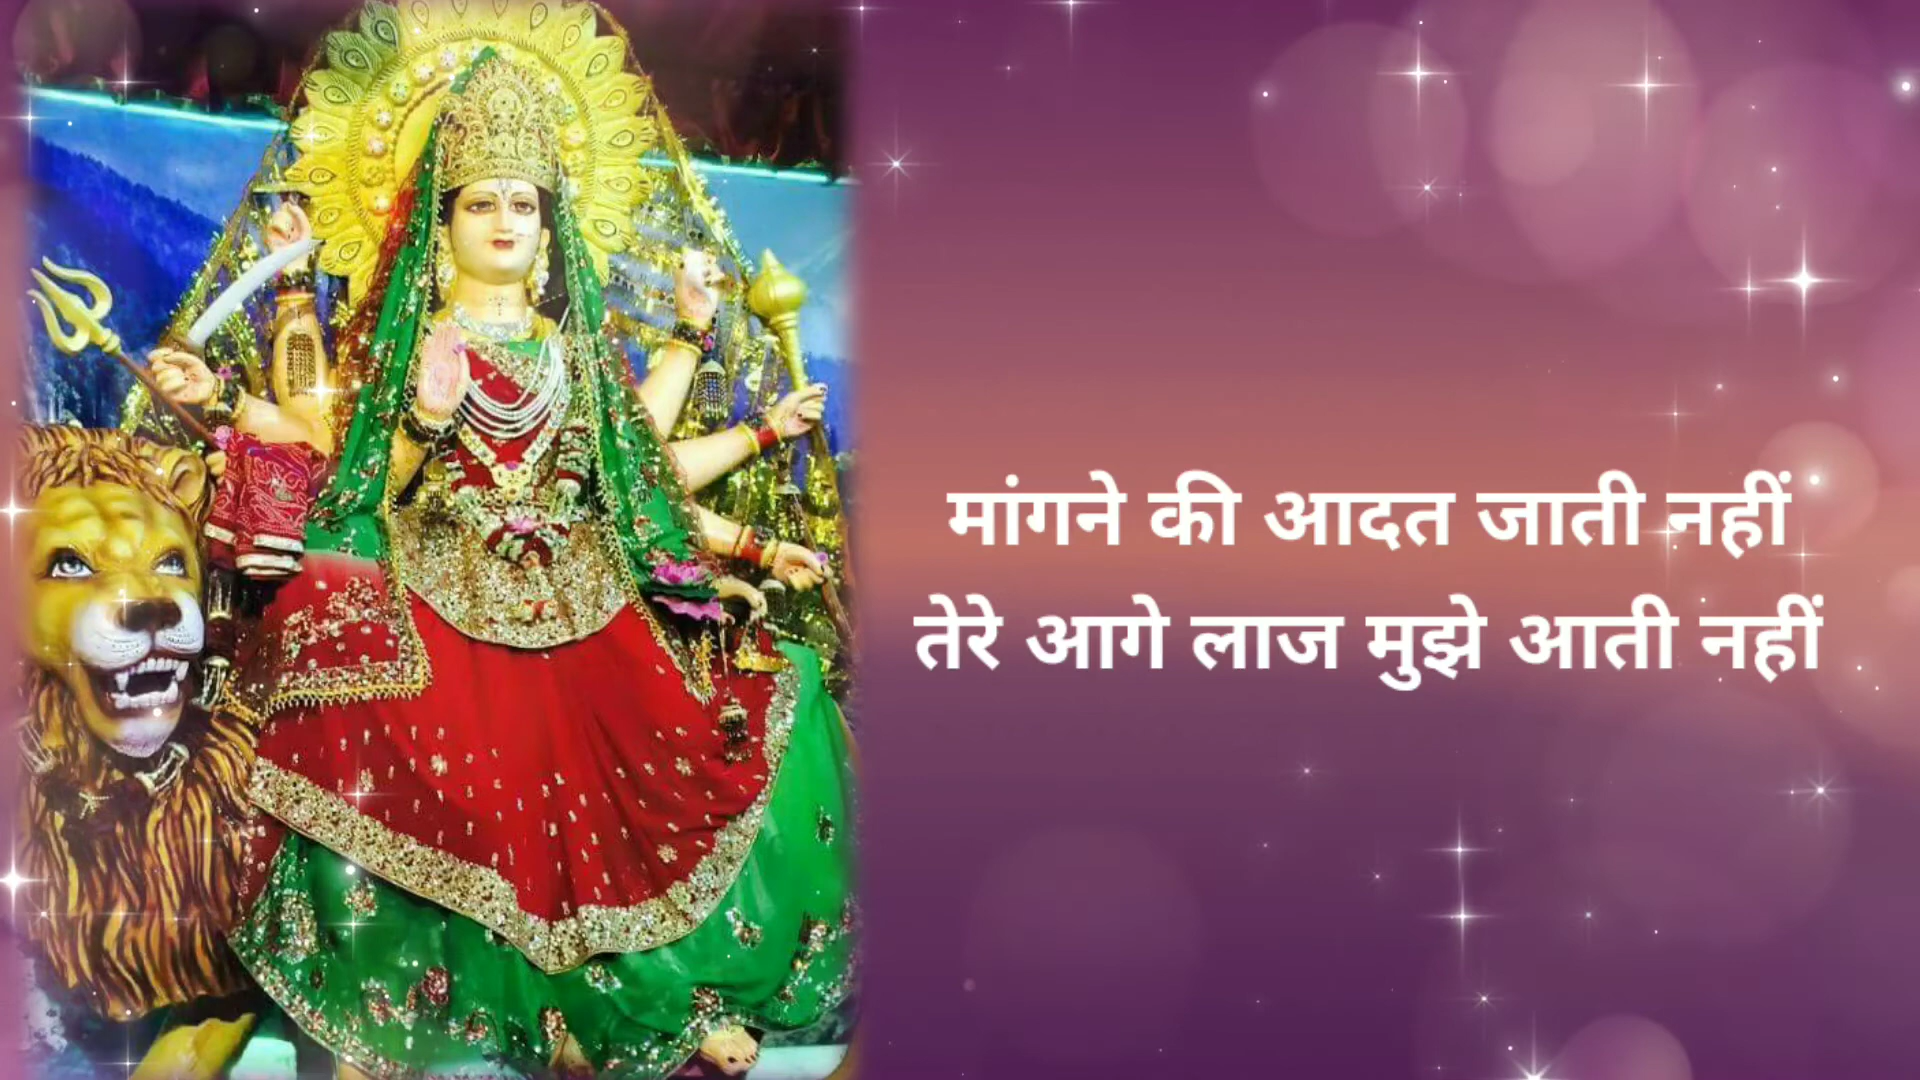 मांगने की आदत जाती नहीं
तेरे आगे लाज मुझे आती नहीं